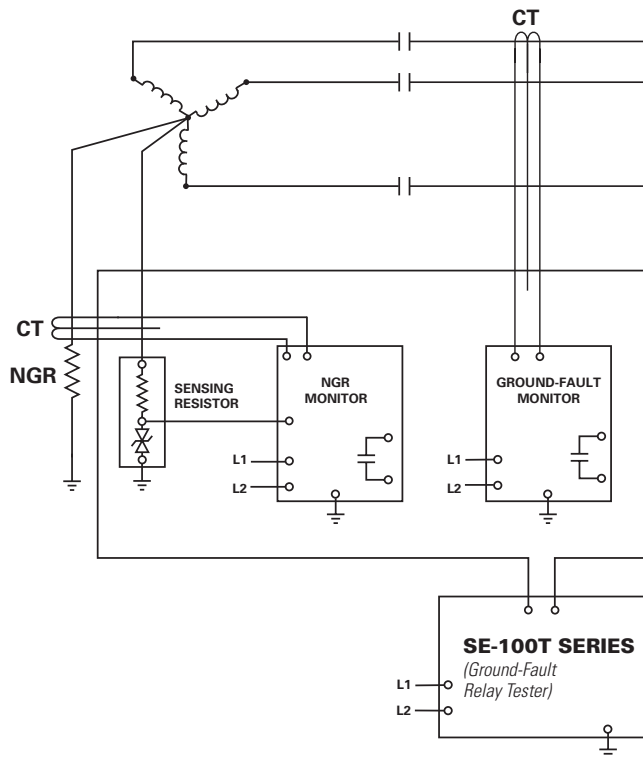 CT
CT
NGR
SENSING
RESISTOR
NGR
MONITOR
L1
L2
GROUND-FAULT
MONITOR
L1
L2
SE-100T SERIES
(Ground-Fault
Relay Tester)
L1
L2